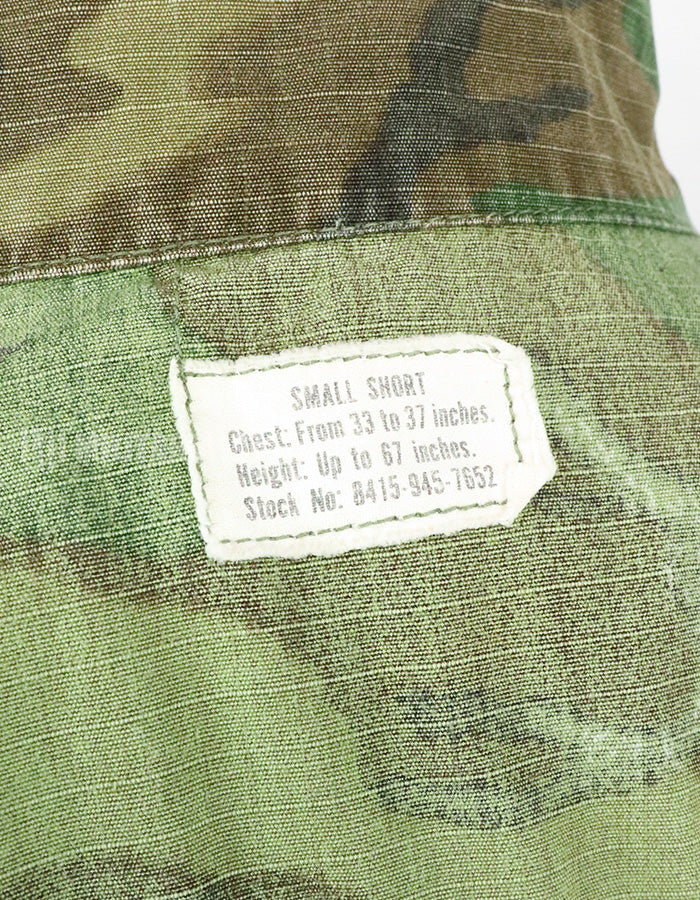 SMALL SHORT
Chest: From 33 to 37 inches.
Height: Up to 67 inches.
Stock No: 8415-945-7652